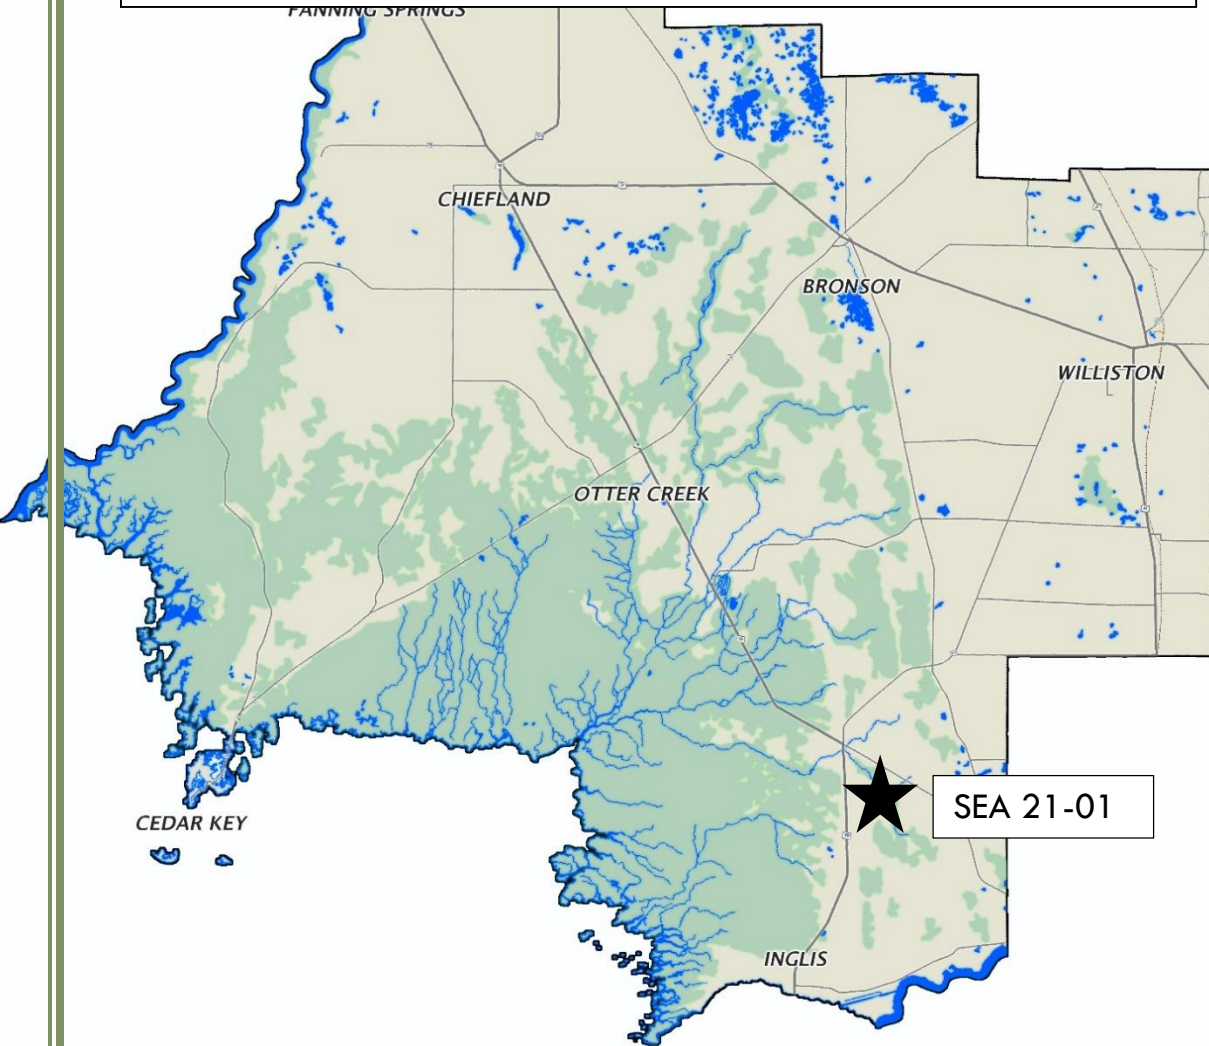 FANNING SPRINGS
CHIEFLAND
BRONSON
WILLISTON
OTTER CREEK
SEA 21-01
CEDAR KEY
INGLIS